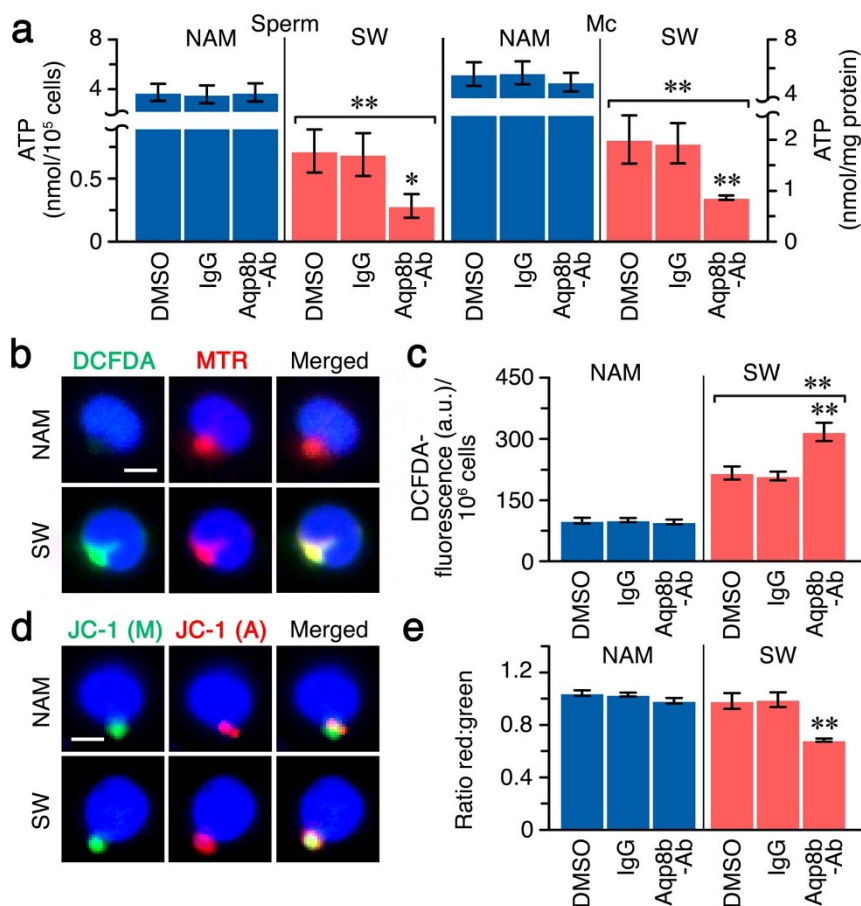 a
Sperm Mc
NAM SW NAM SW
ATP
(nmol/10⁵ cells)
8
4
0.5
0
** * ** **
8
4
2
1
0
ATP
(nmol/mg protein)
DMSO IgG Aqp8b
-Ab DMSO IgG Aqp8b
-Ab DMSO IgG Aqp8b
-Ab DMSO IgG Aqp8b
-Ab
b
DCFDA MTR Merged
NAM
SW
c
NAM SW
DCFDA-
fluorescence (a.u.)/
10⁶ cells
450
300
150
0
**
**
DMSO IgG Aqp8b
-Ab DMSO IgG Aqp8b
-Ab
d
JC-1 (M) JC-1 (A) Merged
NAM
SW
e
NAM SW
Ratio red:green
1.2
0.8
0.4
0
**
DMSO IgG Aqp8b
-Ab DMSO IgG Aqp8b
-Ab